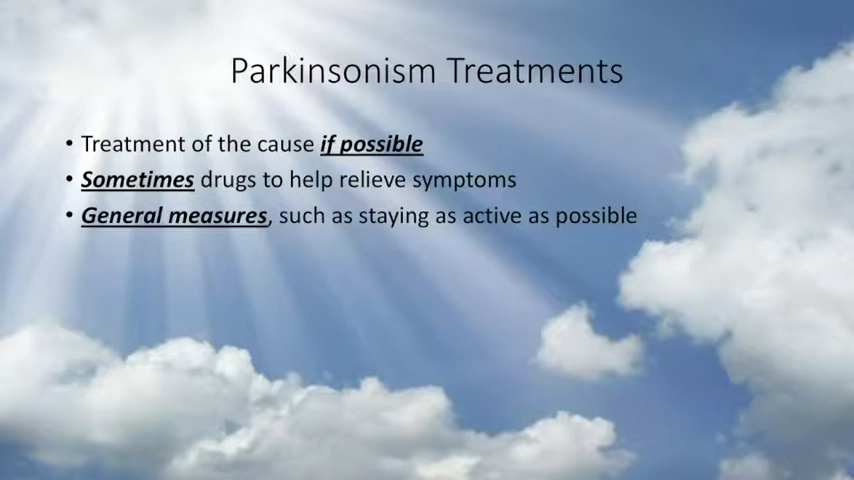 Parkinsonism Treatments
• Treatment of the cause if possible
• Sometimes drugs to help relieve symptoms
• General measures, such as staying as active as possible